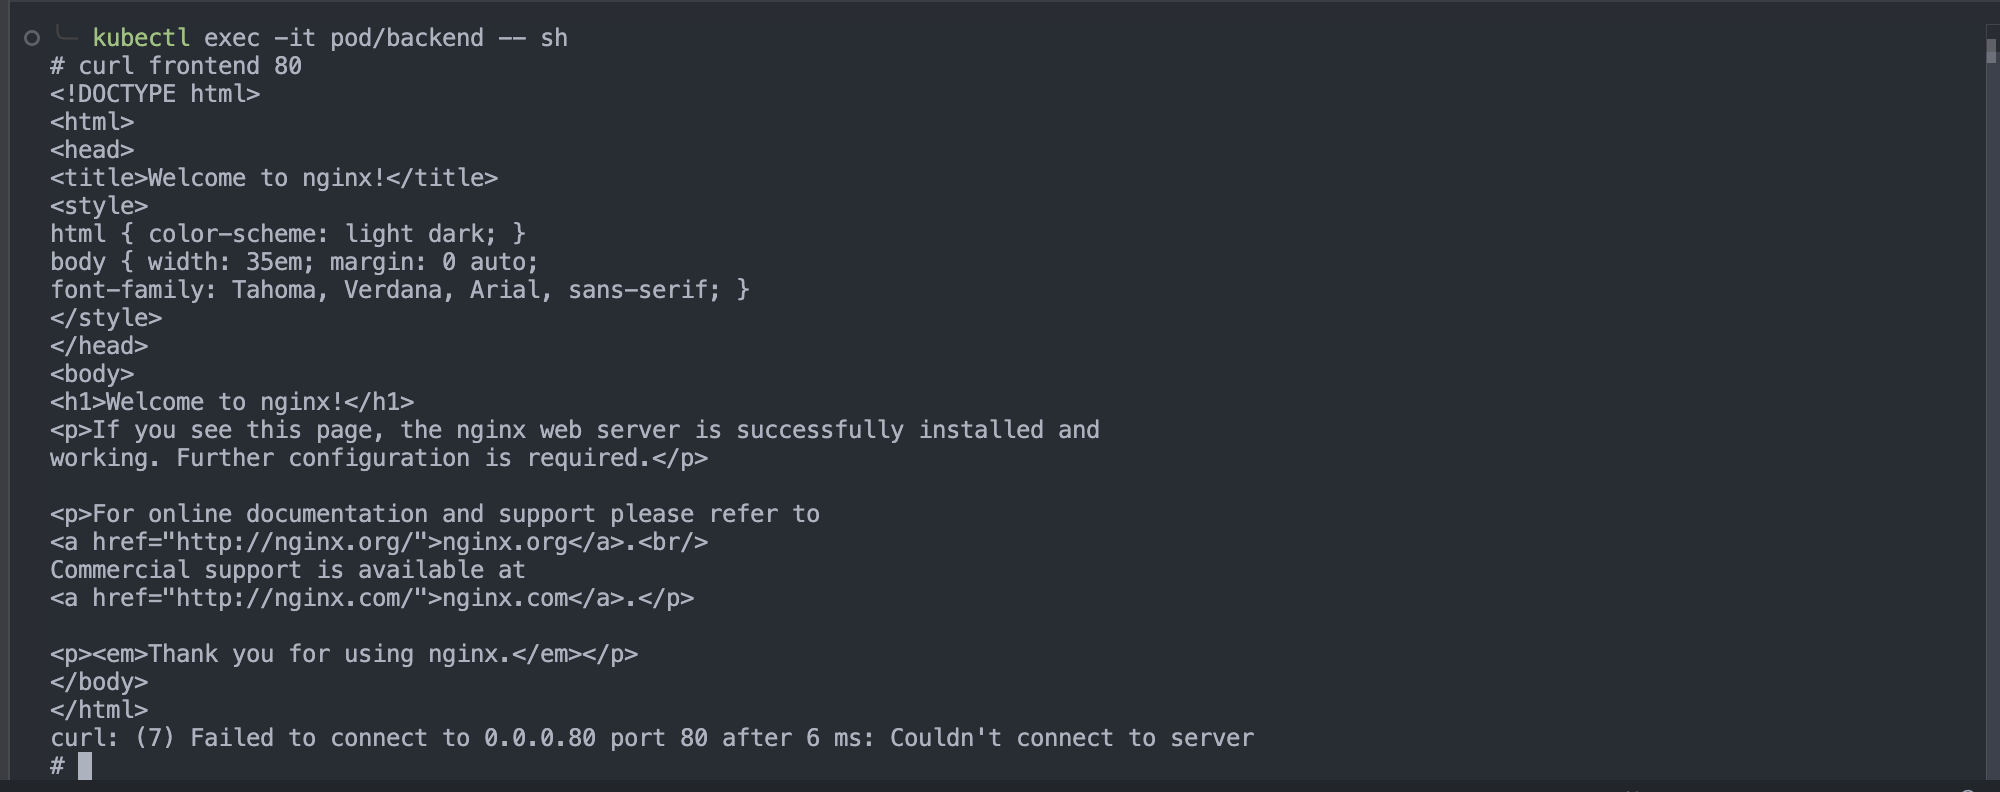 kubectl exec -it pod/backend -- sh
# curl frontend 80
<!DOCTYPE html>
<html>
<head>
<title>Welcome to nginx!</title>
<style>
html { color-scheme: light dark; }
body { width: 35em; margin: 0 auto;
font-family: Tahoma, Verdana, Arial, sans-serif; }
</style>
</head>
<body>
<h1>Welcome to nginx!</h1>
<p>If you see this page, the nginx web server is successfully installed and
working. Further configuration is required.</p>

<p>For online documentation and support please refer to
<a href="http://nginx.org/">nginx.org</a>.<br/>
Commercial support is available at
<a href="http://nginx.com/">nginx.com</a>.</p>

<p><em>Thank you for using nginx.</em></p>
</body>
</html>
curl: (7) Failed to connect to 0.0.0.80 port 80 after 6 ms: Couldn't connect to server
#